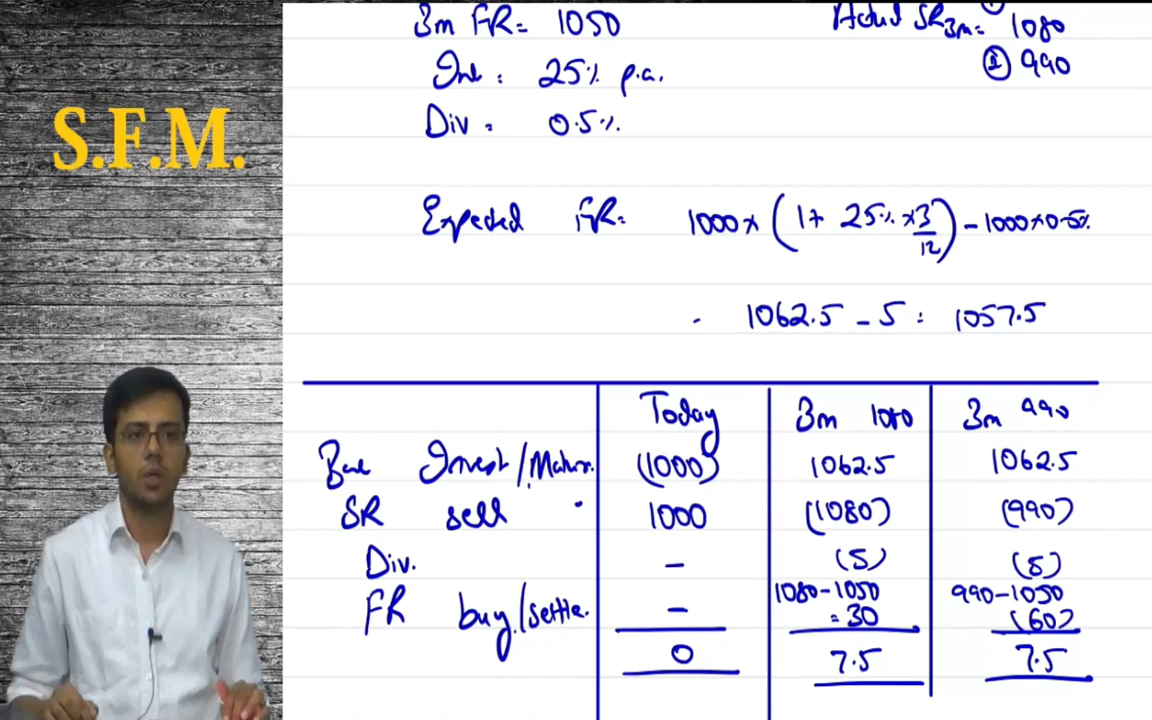 S.F.M.
3m FR = 1050
Actual SR3m = ① 1080
② 990
Int : 25% p.a.
Div = 0.5%
Expected FR = 1000 × (1 + 25% × 3/12) - 1000 × 0.5%
1062.5 - 5 = 1057.5
Today 3m 1080 3m 990
Invest / (1000) 1062.5 1062.5
SR sell 1000 (1080) (990)
Div. - (5) (5)
FR buy/settle. - 1080-1050 = 30 990-1050 (60)
0 7.5 7.5